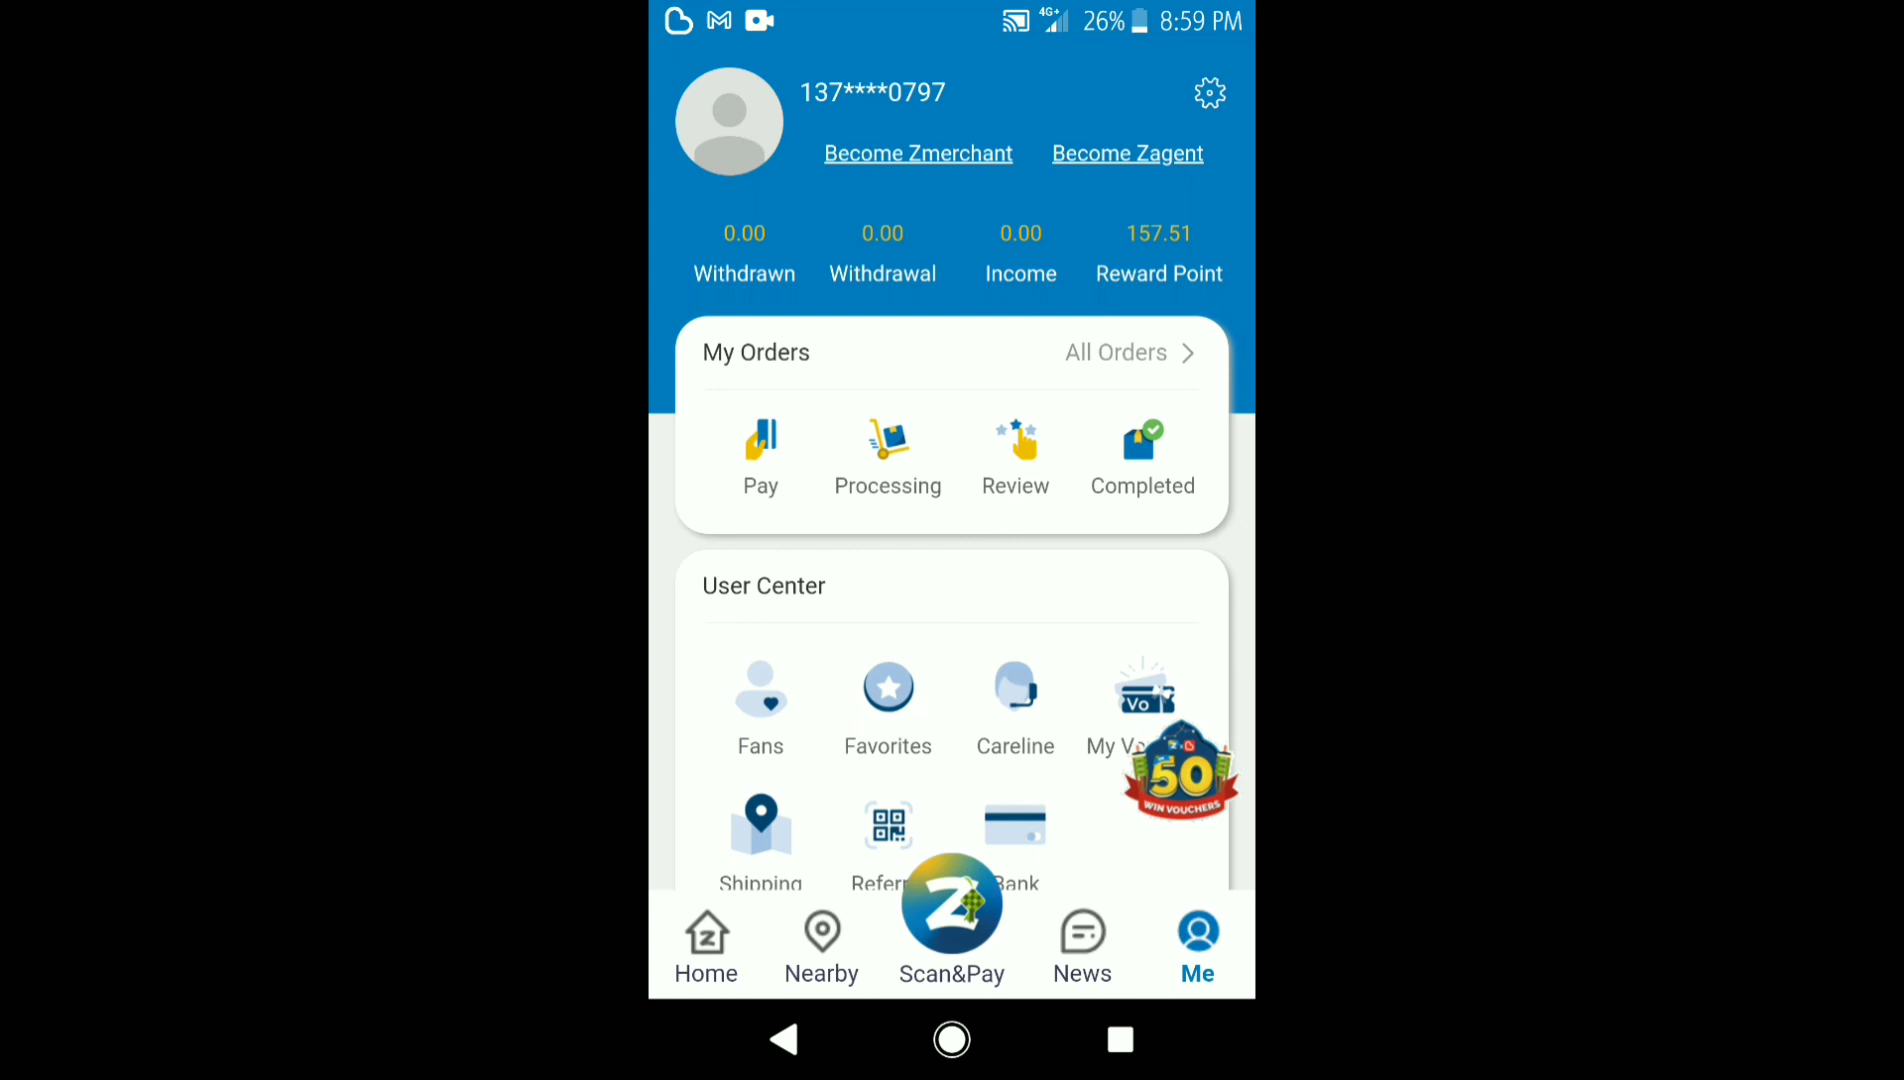 4G+ 26% 8:59 PM
137****0797
Become Zmerchant Become Zagent
0.00 0.00 0.00 157.51
Withdrawn Withdrawal Income Reward Point
My Orders All Orders
Pay Processing Review Completed
User Center
Vo
Fans Favorites Careline My
50
WIN VOUCHERS
Shipping Refer Bank
Home Nearby Scan&Pay News Me